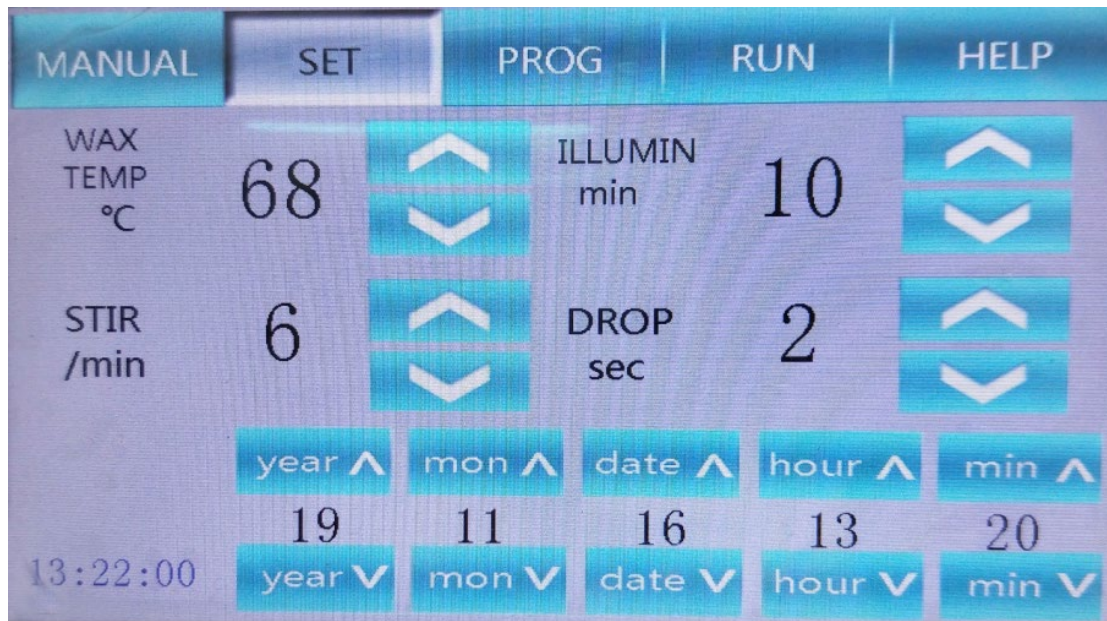 MANUAL SET PROG RUN HELP
WAX
TEMP
°C
68
ILLUMIN
min
10
STIR
/min
6
DROP
sec
2
year mon date hour min
19 11 16 13 20
13:22:00
year mon date hour min